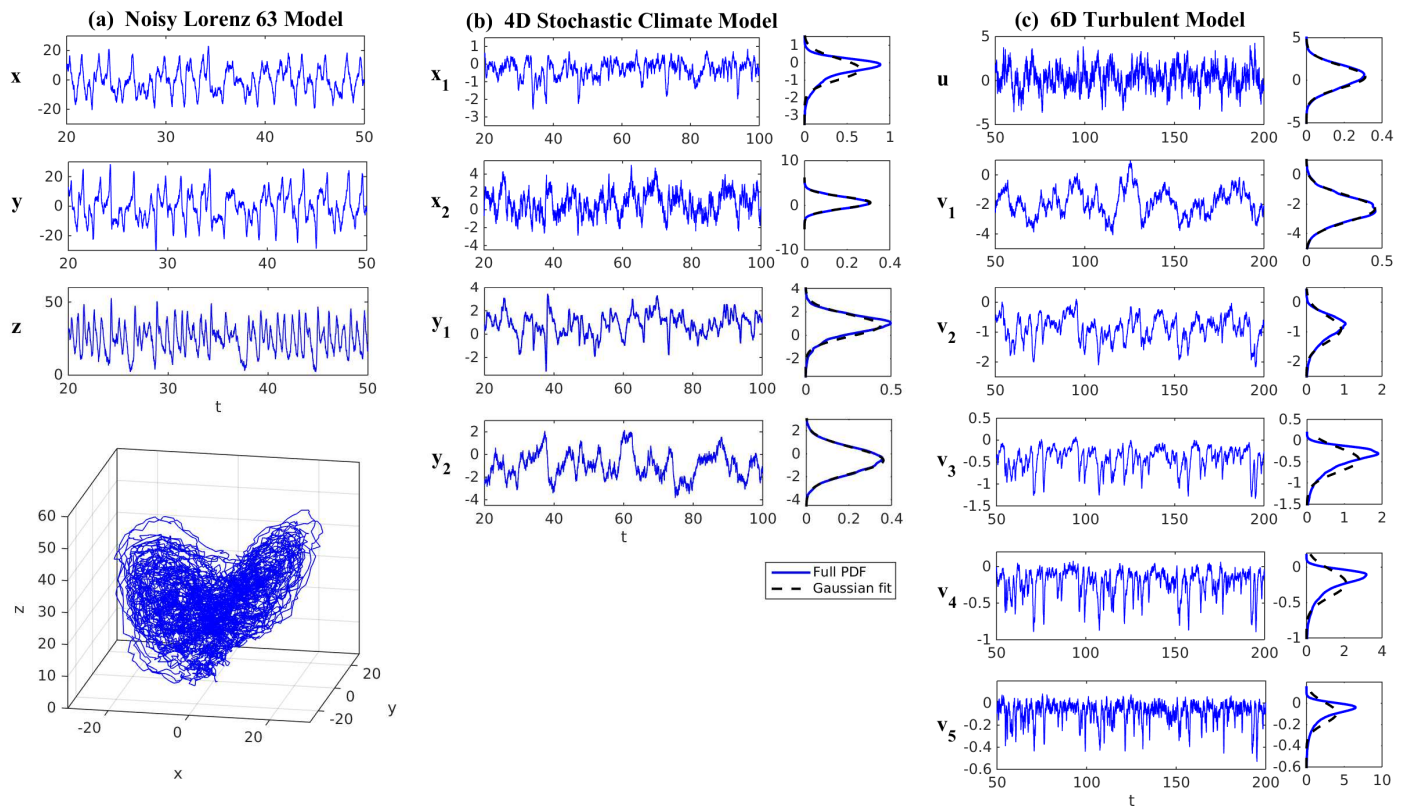 (a) Noisy Lorenz 63 Model
x
20
0
-20
20 30 40 50
y
20
0
-20
20 30 40 50
z
50
0
20 30 40 50
t
60
50
40
30
20
10
0
z
-20 0 20
x
20
0
-20
y
(b) 4D Stochastic Climate Model
x1
1
0
-1
-2
-3
20 40 60 80 100
1
0
-1
-2
-3
0 0.5 1
x2
4
2
0
-2
-4
20 40 60 80 100
10
0
-10
0 0.2 0.4
y1
4
2
0
-2
20 40 60 80 100
4
2
0
-2
0 0.5
y2
2
0
-2
-4
20 40 60 80 100
t
2
0
-2
-4
0 0.2 0.4
Full PDF
Gaussian fit
(c) 6D Turbulent Model
u
5
0
-5
50 100 150 200
5
0
-5
0 0.2 0.4
v1
0
-2
-4
50 100 150 200
0
-2
-4
0 0.5
v2
0
-1
-2
50 100 150 200
0
-1
-2
0 1 2
v3
0.5
0
-0.5
-1
-1.5
50 100 150 200
0.5
0
-0.5
-1
-1.5
0 1 2
v4
0
-0.5
-1
50 100 150 200
0
-0.5
-1
0 2 4
v5
0
-0.2
-0.4
-0.6
50 100 150 200
t
0
-0.2
-0.4
-0.6
0 5 10